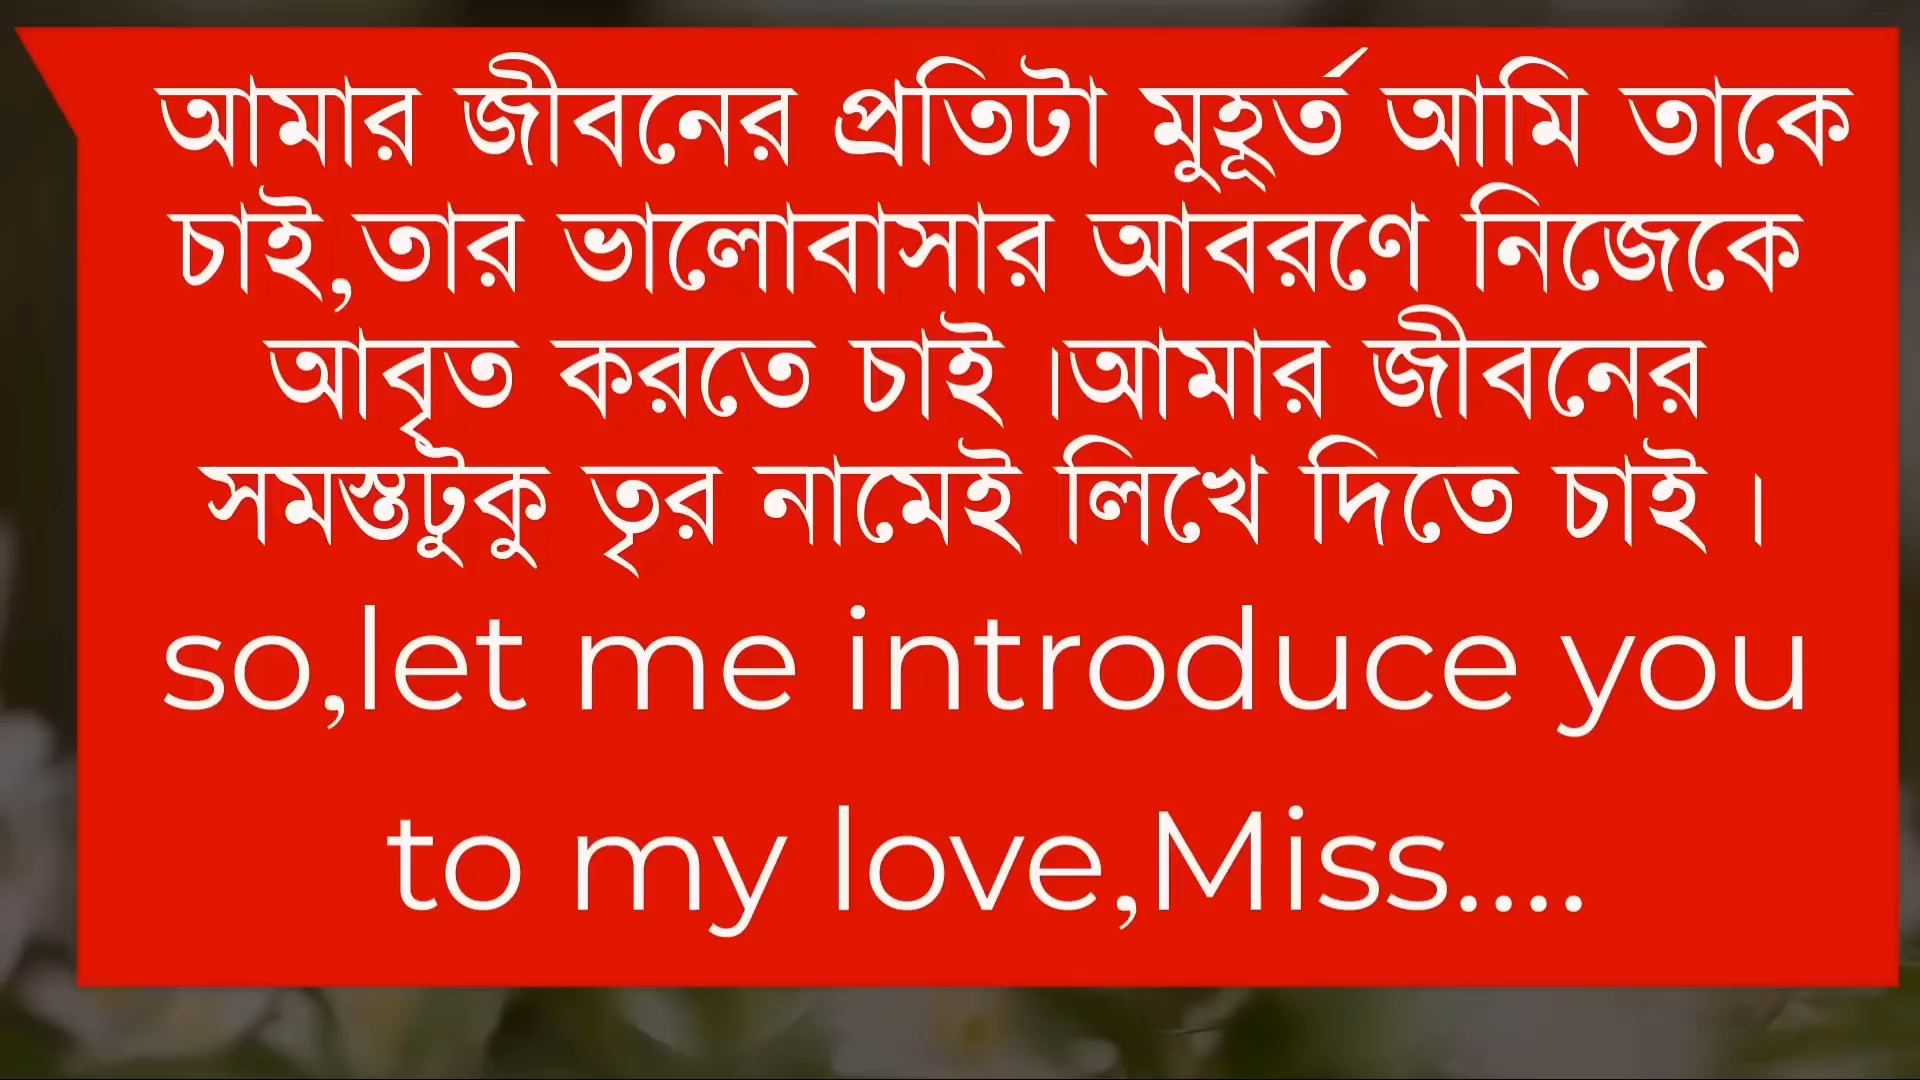 আমার জীবনের প্রতিটা মুহূর্ত আমি তাকে
চাই,তার ভালোবাসার আবরণে নিজেকে
আবৃত করতে চাই ।আমার জীবনের
সমস্তটুকু তৃর নামেই লিখে দিতে চাই ।
so,let me introduce you
to my love,Miss....